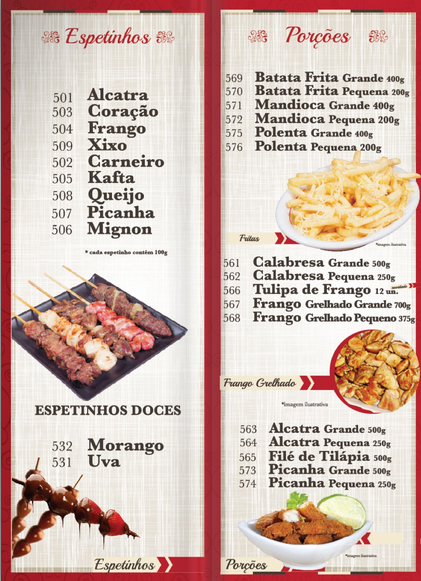 Espetinhos
501 Alcatra
503 Coração
504 Frango
509 Xixo
502 Carneiro
505 Kafta
508 Queijo
507 Picanha
506 Mignon
* cada espetinho contém 100g
ESPETINHOS DOCES
532 Morango
531 Uva
Espetinhos
Porções
569 Batata Frita Grande 400g
570 Batata Frita Pequena 200g
571 Mandioca Grande 400g
572 Mandioca Pequena 200g
575 Polenta Grande 400g
576 Polenta Pequena 200g
Fritas
*imagem ilustrativa
561 Calabresa Grande 500g
562 Calabresa Pequena 250g
566 Tulipa de Frango 12 un.
567 Frango Grelhado Grande 700g
568 Frango Grelhado Pequeno 375g
Frango Grelhado
*imagem ilustrativa
563 Alcatra Grande 500g
564 Alcatra Pequena 250g
565 Filé de Tilápia 500g
573 Picanha Grande 500g
574 Picanha Pequena 250g
*imagem ilustrativa
Porções